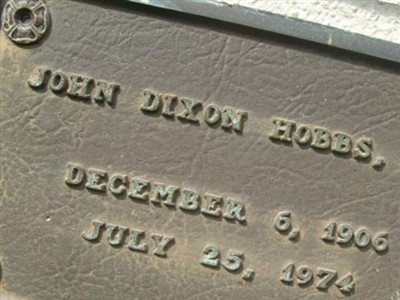 JOHN DIXON HOBBS,
DECEMBER 6, 1906
JULY 25, 1974